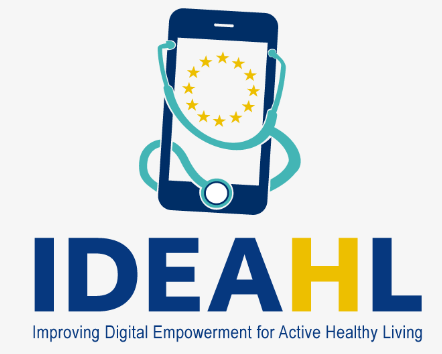 IDEAHL
Improving Digital Empowerment for Active Healthy Living